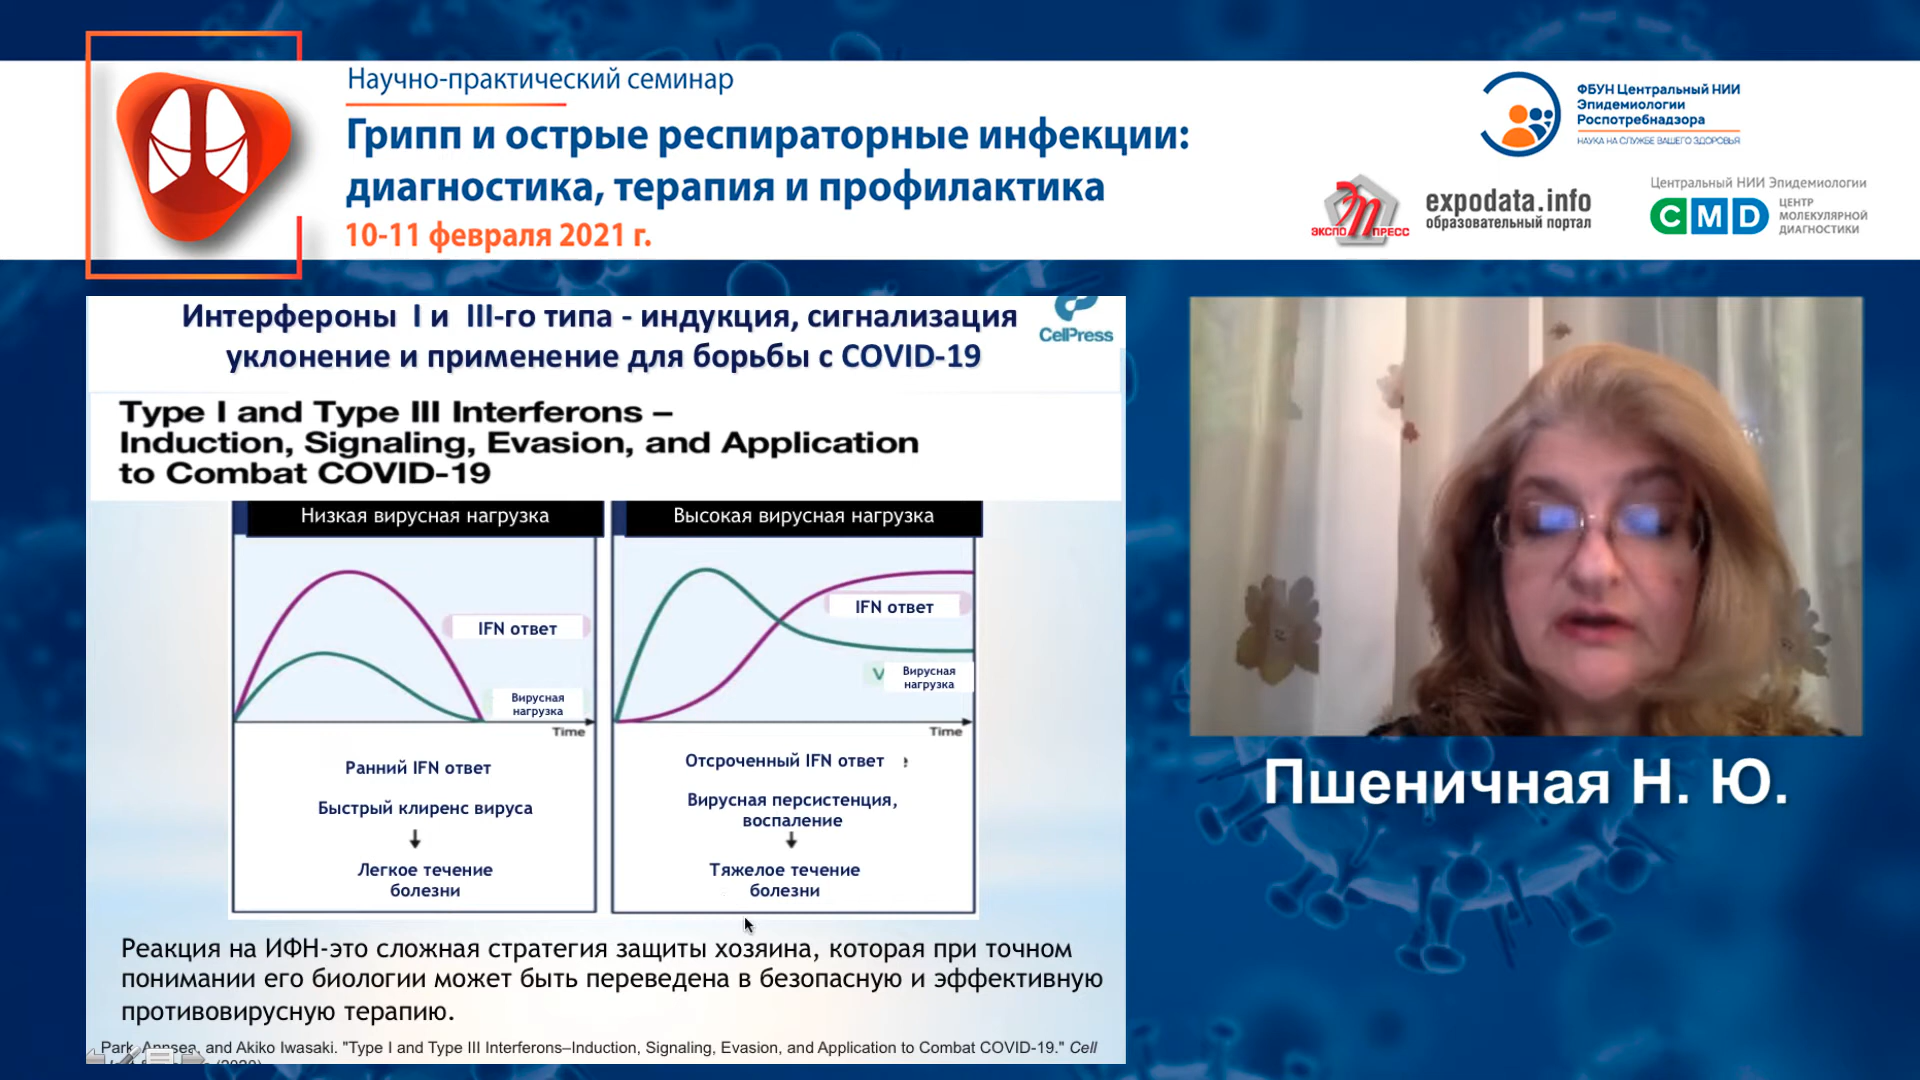 Научно-практический семинар
Грипп и острые респираторные инфекции:
диагностика, терапия и профилактика
10-11 февраля 2021 г.
ФБУН Центральный НИИ
Эпидемиологии
Роспотребнадзора
НАУКА НА СЛУЖБЕ ВАШЕГО ЗДОРОВЬЯ
ЭКСПО ЭП ПРЕСС
expodata.info
образовательный портал
Центральный НИИ Эпидемиологии
CMD
ЦЕНТР
МОЛЕКУЛЯРНОЙ
ДИАГНОСТИКИ
Интерфероны I и III-го типа - индукция, сигнализация
уклонение и применение для борьбы с COVID-19
CellPress
Type I and Type III Interferons –
Induction, Signaling, Evasion, and Application
to Combat COVID-19
Низкая вирусная нагрузка
IFN ответ
Вирусная
нагрузка
Time
Ранний IFN ответ
Быстрый клиренс вируса
Легкое течение
болезни
Высокая вирусная нагрузка
IFN ответ
V Вирусная
нагрузка
Time
Отсроченный IFN ответ
Вирусная персистенция,
воспаление
Тяжелое течение
болезни
Реакция на ИФН-это сложная стратегия защиты хозяина, которая при точном
понимании его биологии может быть переведена в безопасную и эффективную
противовирусную терапию.
Park, Annsea, and Akiko Iwasaki. "Type I and Type III Interferons–Induction, Signaling, Evasion, and Application to Combat COVID-19." Cell
(2020)
Пшеничная Н. Ю.